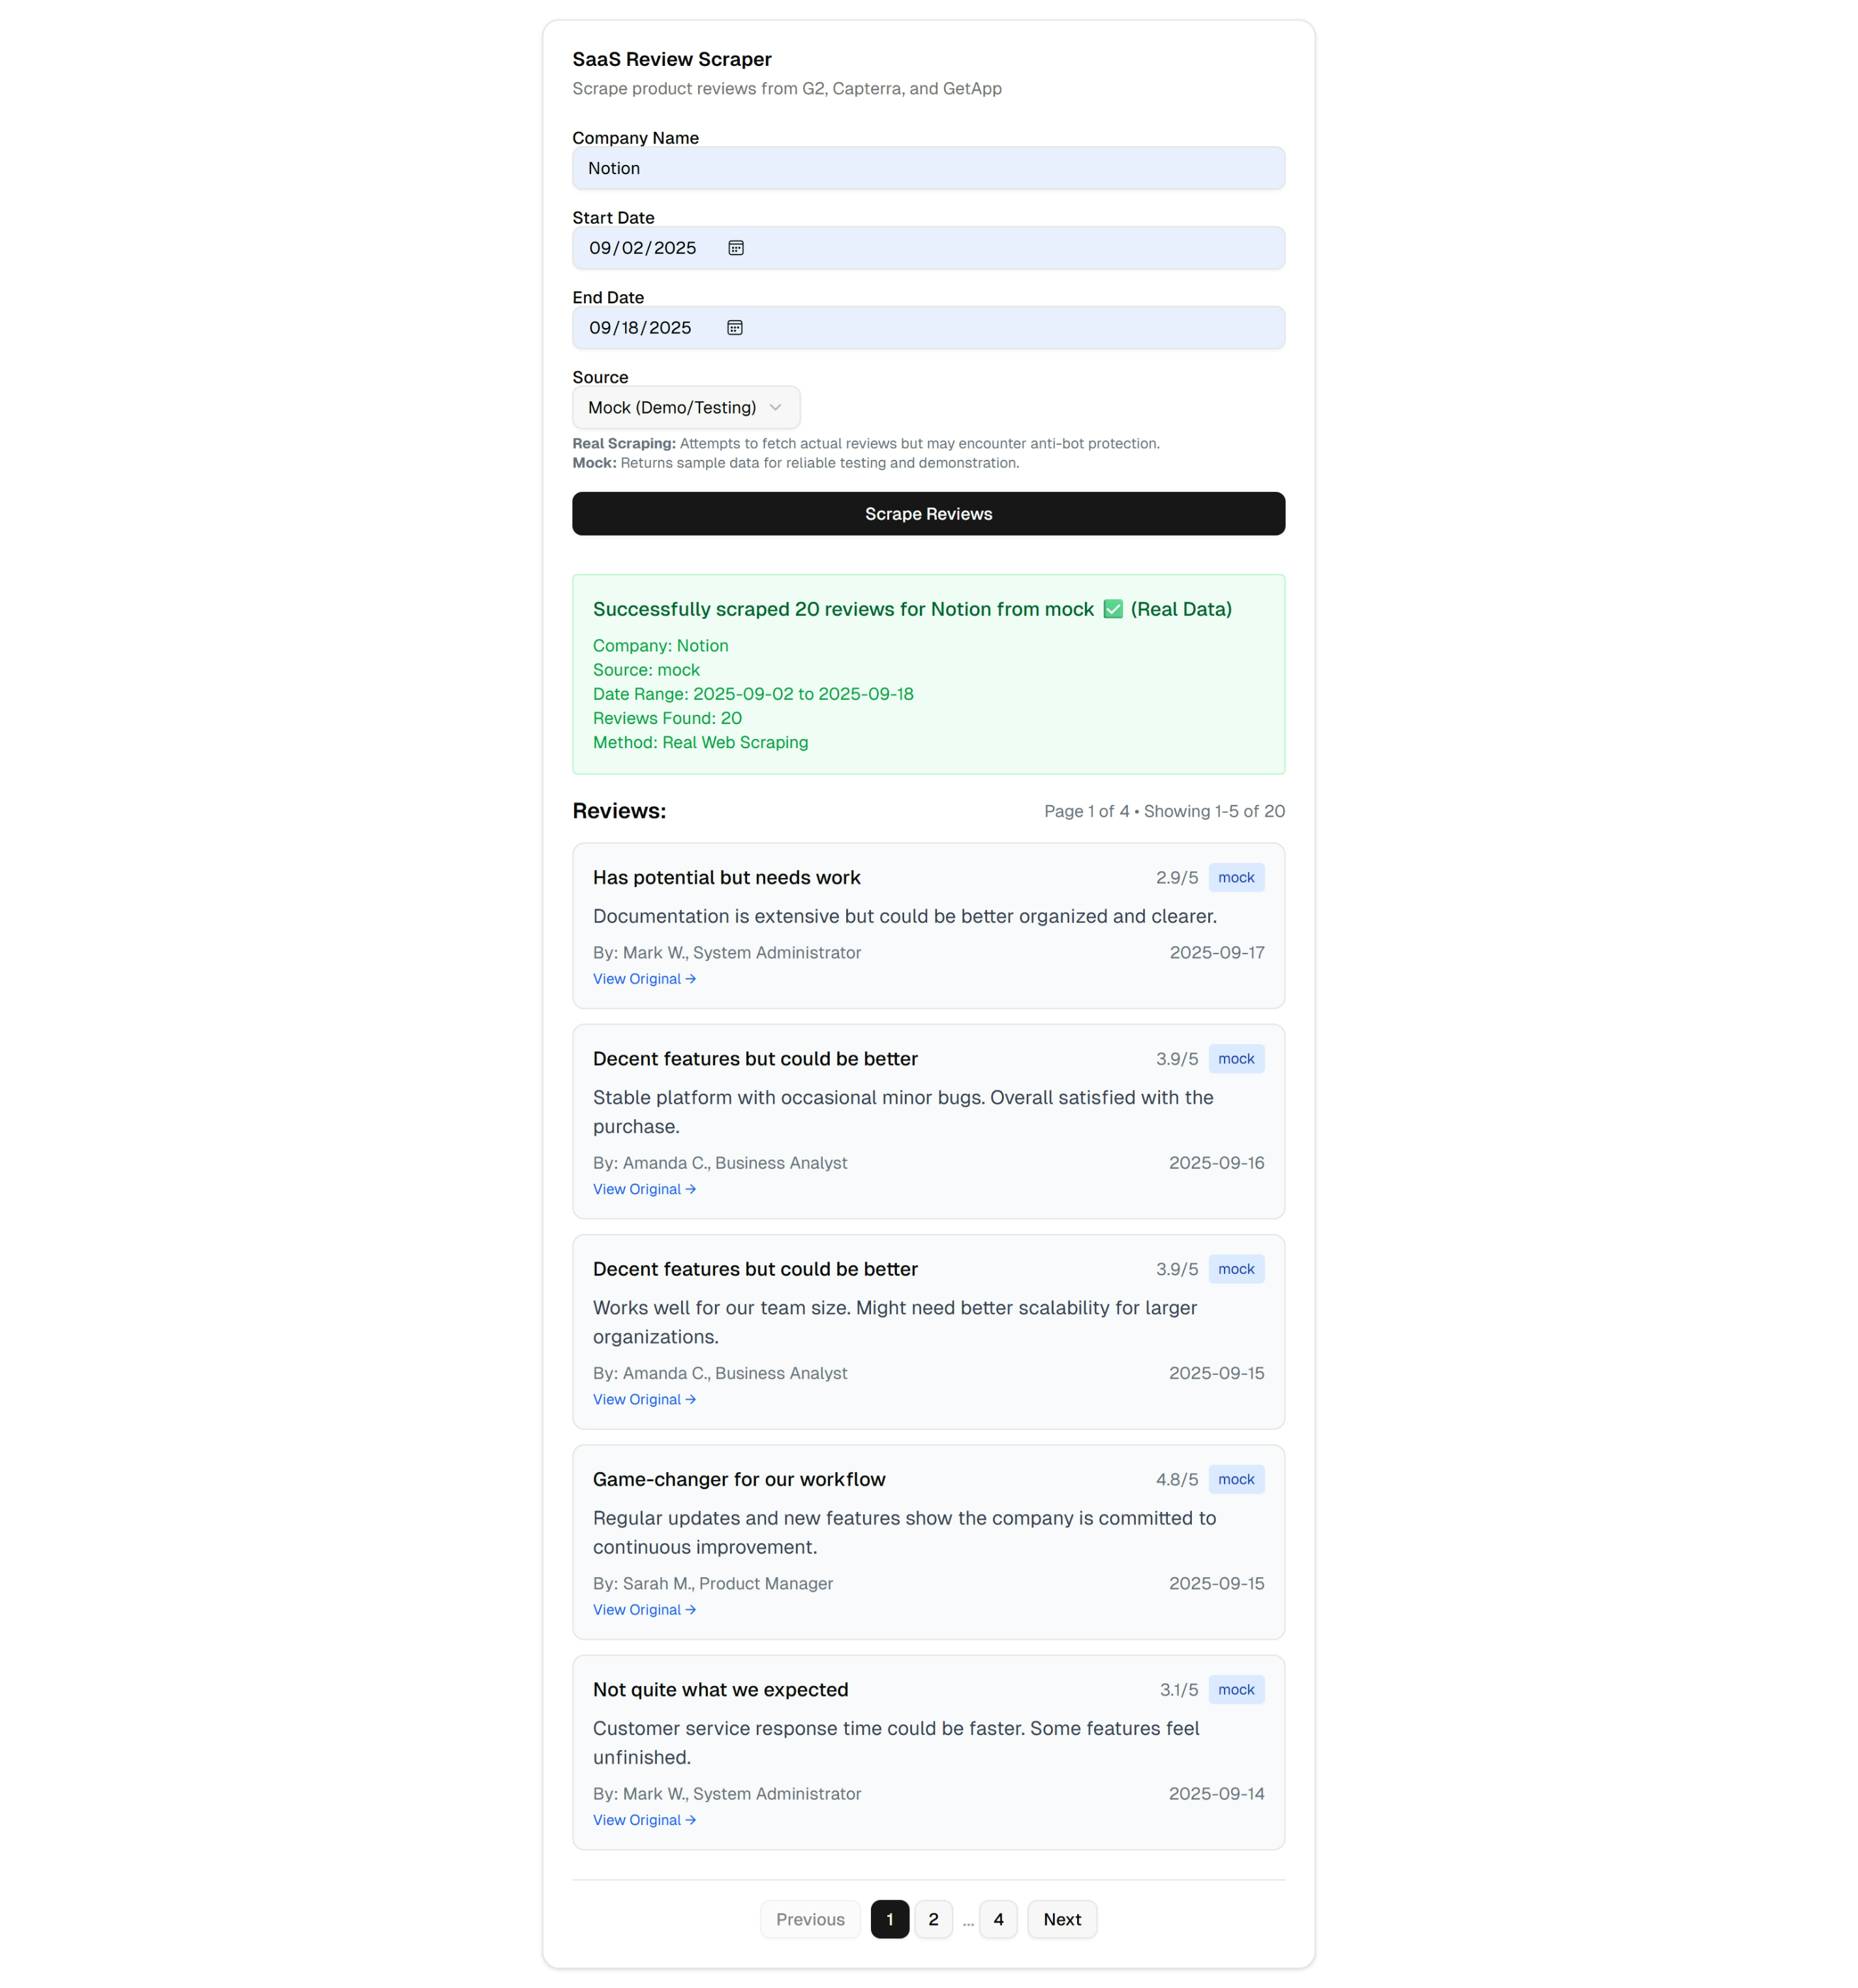 SaaS Review Scraper
Scrape product reviews from G2, Capterra, and GetApp
Company Name
Notion
Start Date
09/02/2025
End Date
09/18/2025
Source
Mock (Demo/Testing)
Real Scraping: Attempts to fetch actual reviews but may encounter anti-bot protection.
Mock: Returns sample data for reliable testing and demonstration.
Scrape Reviews
Successfully scraped 20 reviews for Notion from mock ✅ (Real Data)
Company: Notion
Source: mock
Date Range: 2025-09-02 to 2025-09-18
Reviews Found: 20
Method: Real Web Scraping
Reviews: Page 1 of 4 • Showing 1-5 of 20
Has potential but needs work 2.9/5 mock
Documentation is extensive but could be better organized and clearer.
By: Mark W., System Administrator 2025-09-17
View Original →
Decent features but could be better 3.9/5 mock
Stable platform with occasional minor bugs. Overall satisfied with the
purchase.
By: Amanda C., Business Analyst 2025-09-16
View Original →
Decent features but could be better 3.9/5 mock
Works well for our team size. Might need better scalability for larger
organizations.
By: Amanda C., Business Analyst 2025-09-15
View Original →
Game-changer for our workflow 4.8/5 mock
Regular updates and new features show the company is committed to
continuous improvement.
By: Sarah M., Product Manager 2025-09-15
View Original →
Not quite what we expected 3.1/5 mock
Customer service response time could be faster. Some features feel
unfinished.
By: Mark W., System Administrator 2025-09-14
View Original →
Previous 1 2 ... 4 Next